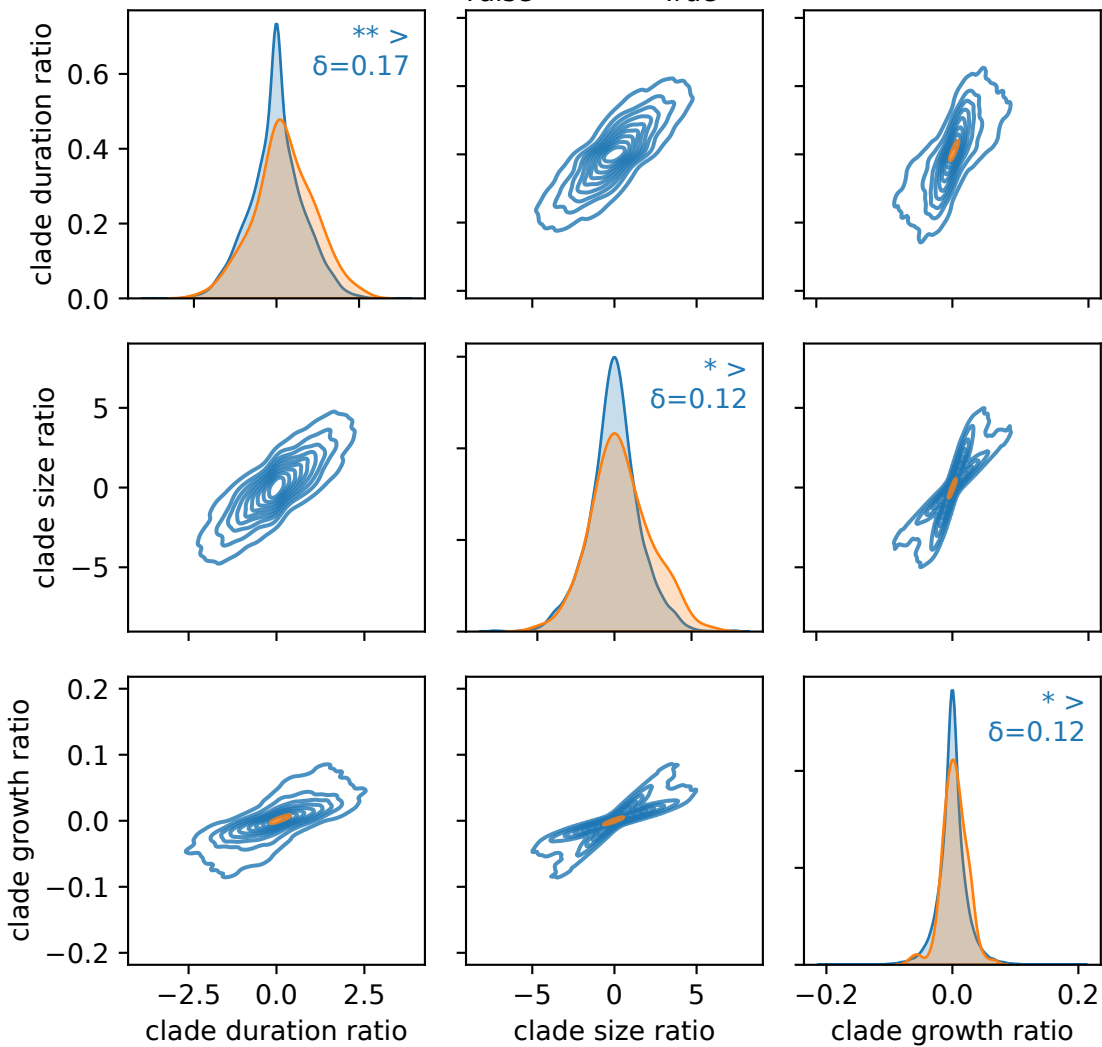 clade duration ratio
0.6
0.4
0.2
0.0
** >
δ=0.17
clade size ratio
5
0
−5
* >
δ=0.12
clade growth ratio
0.2
0.1
0.0
−0.1
−0.2
* >
δ=0.12
−2.5 0.0 2.5
−5 0 5
−0.2 0.0 0.2
clade duration ratio
clade size ratio
clade growth ratio